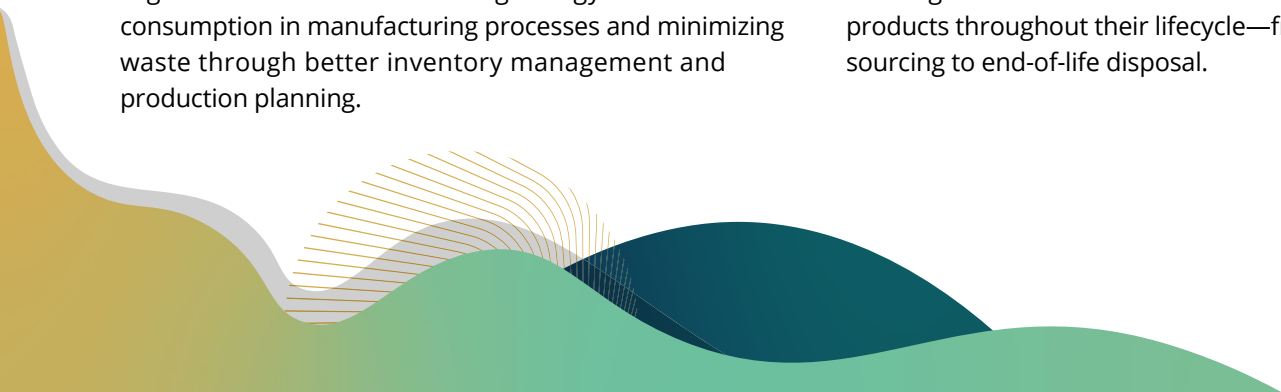 consumption in manufacturing processes and minimizing
waste through better inventory management and
production planning.
products throughout their lifecycle—
sourcing to end-of-life disposal.